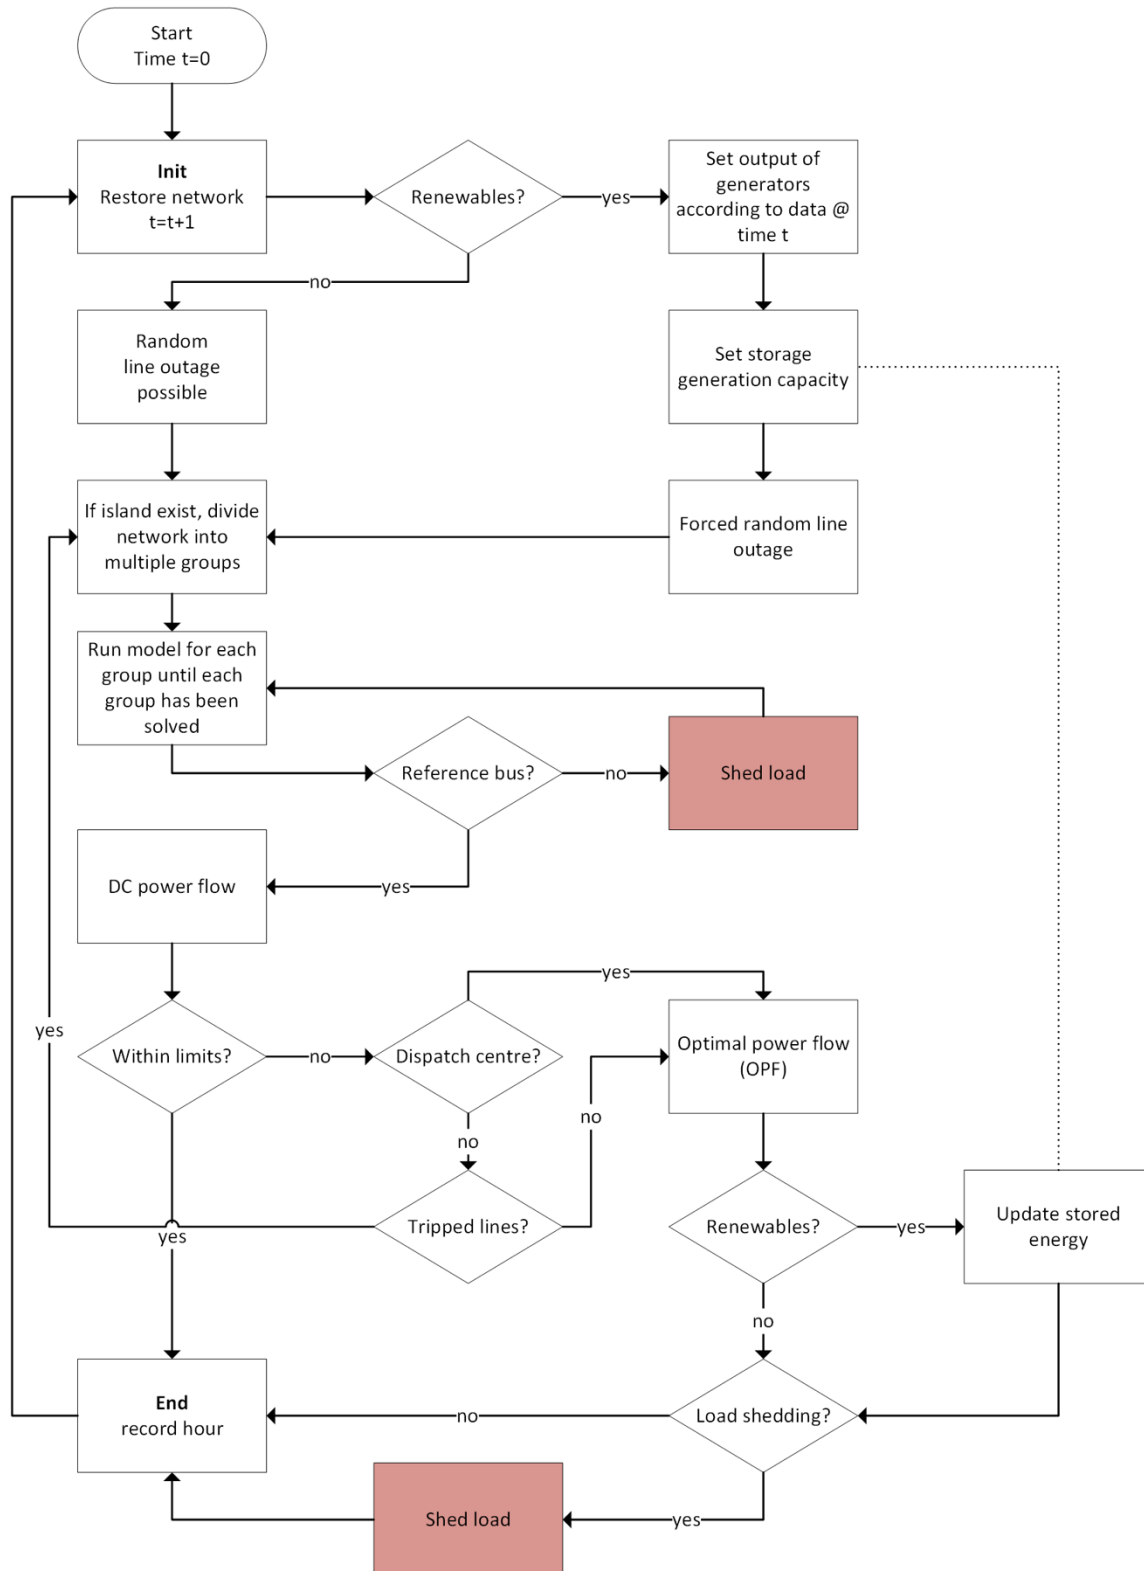 Start
Time t=0
Init
Restore network
t=t+1
Renewables?
yes
Set output of
generators
according to data @
time t
no
Random
line outage
possible
Set storage
generation capacity
If island exist, divide
network into
multiple groups
Forced random line
outage
Run model for each
group until each
group has been
solved
Reference bus?
no
Shed load
DC power flow
yes
yes
yes
Within limits?
no
Dispatch centre?
Optimal power flow
(OPF)
no
no
Tripped lines?
yes
Renewables?
yes
Update stored
energy
no
End
record hour
no
Load shedding?
Shed load
yes